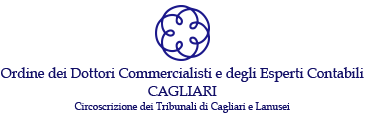 Ordine dei Dottori Commercialisti e degli Esperti Contabili
CAGLIARI
Circoscrizione dei Tribunali di Cagliari e Lanusei